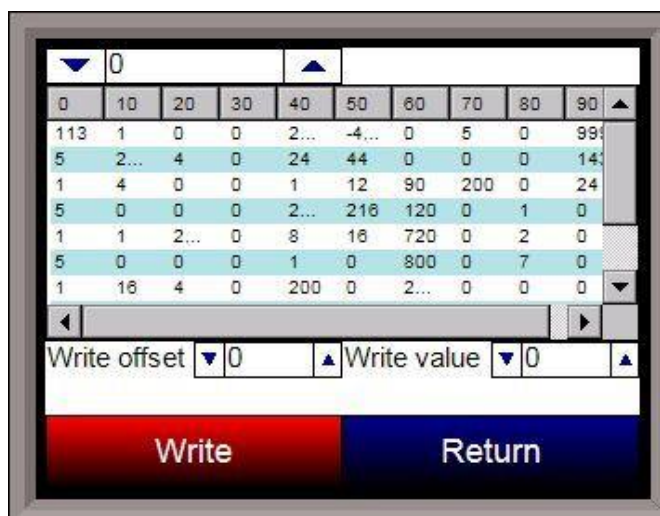 0
0 10 20 30 40 50 60 70 80 90
113 1 0 0 2... -4,... 0 5 0
5 2... 4 0 24 44 0 0 0
1 4 0 0 1 12 90 200 0 24
5 0 0 0 2... 216 120 0 1 0
1 1 2... 0 8 16 720 0 2 0
5 0 0 0 1 0 800 0 7 0
1 16 4 0 200 0 2... 0 0 0
Write offset 0 Write value 0
Write Return